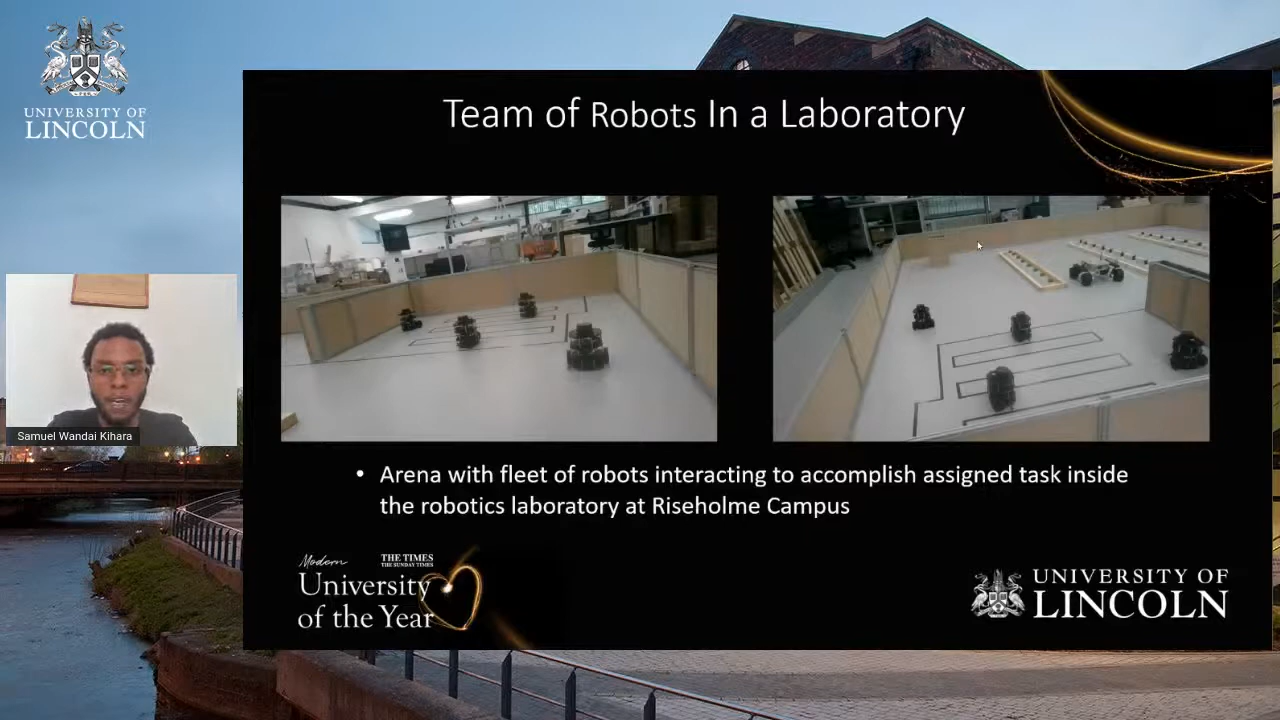 UNIVERSITY OF
LINCOLN
Team of Robots In a Laboratory
Samuel Wandai Kihara
• Arena with fleet of robots interacting to accomplish assigned task inside
the robotics laboratory at Riseholme Campus
Modern
THE TIMES
THE SUNDAY TIMES
University
of the Year
UNIVERSITY OF
LINCOLN